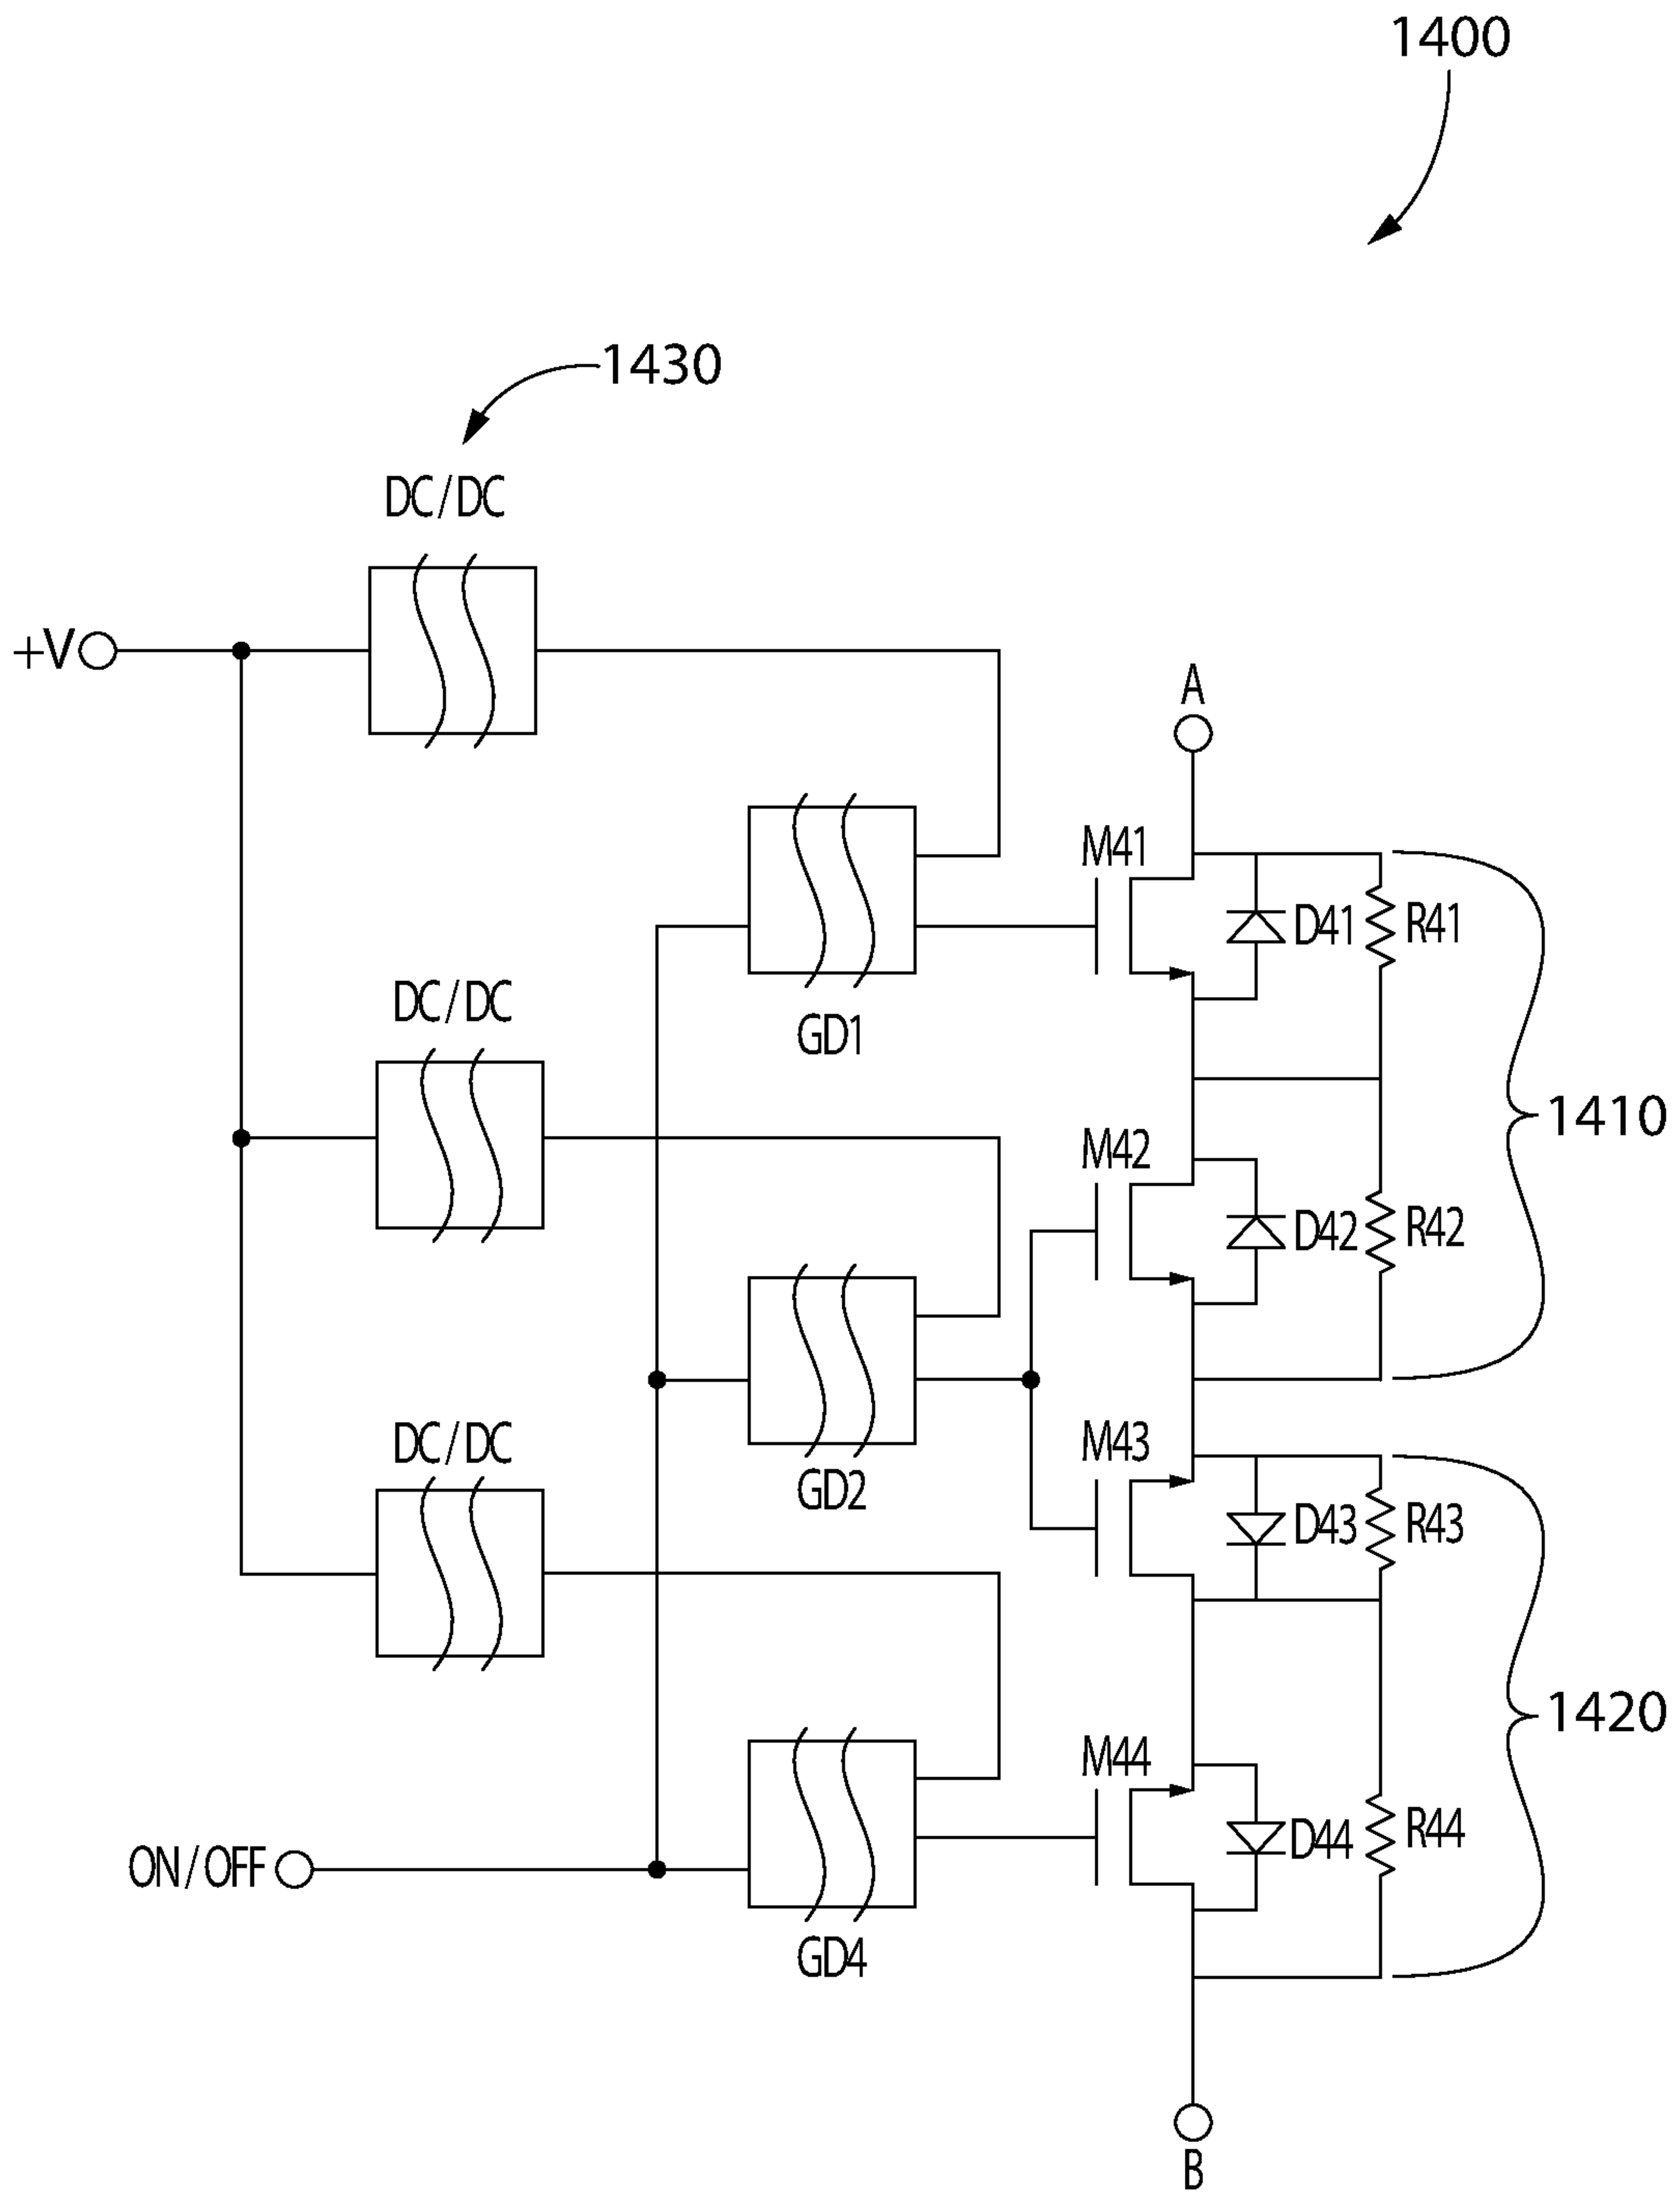 1400
1430
DC/DC
+V
A
M41
D41
R41
DC/DC
GD1
1410
M42
D42
R42
DC/DC
M43
GD2
D43
R43
1420
M44
D44
R44
ON/OFF
GD4
B